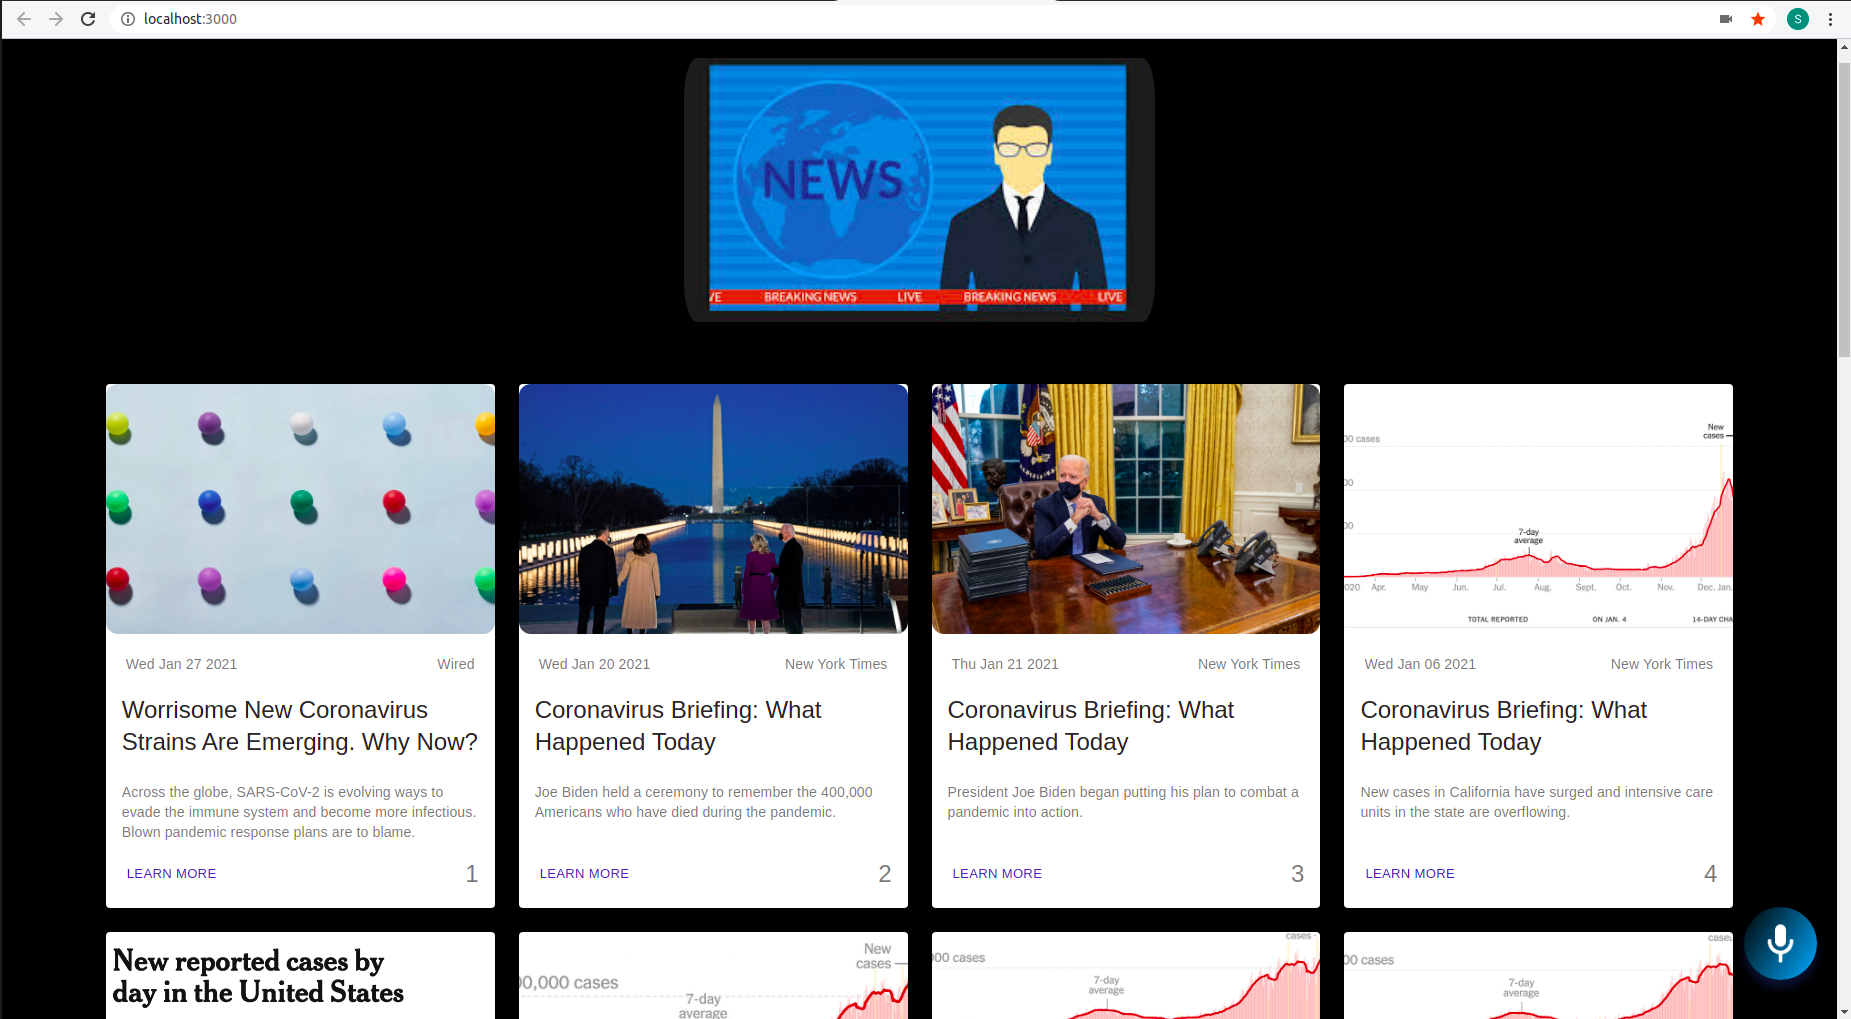 localhost:3000
S
NEWS
VE BREAKING NEWS LIVE BREAKING NEWS LIVE
New
cases
00 cases
00
00
7-day
average
020 Apr. May Jun. Jul. Aug. Sept. Oct. Nov. Dec. Jan.
TOTAL REPORTED ON JAN. 4 14-DAY CHA
Wed Jan 27 2021 Wired
Worrisome New Coronavirus
Strains Are Emerging. Why Now?
Across the globe, SARS-CoV-2 is evolving ways to
evade the immune system and become more infectious.
Blown pandemic response plans are to blame.
LEARN MORE 1
Wed Jan 20 2021 New York Times
Coronavirus Briefing: What
Happened Today
Joe Biden held a ceremony to remember the 400,000
Americans who have died during the pandemic.
LEARN MORE 2
Thu Jan 21 2021 New York Times
Coronavirus Briefing: What
Happened Today
President Joe Biden began putting his plan to combat a
pandemic into action.
LEARN MORE 3
Wed Jan 06 2021 New York Times
Coronavirus Briefing: What
Happened Today
New cases in California have surged and intensive care
units in the state are overflowing.
LEARN MORE 4
New reported cases by
day in the United States
New
cases
00,000 cases
7-day
average
cases
000 cases
7-day
average
cases
00 cases
7-day
average